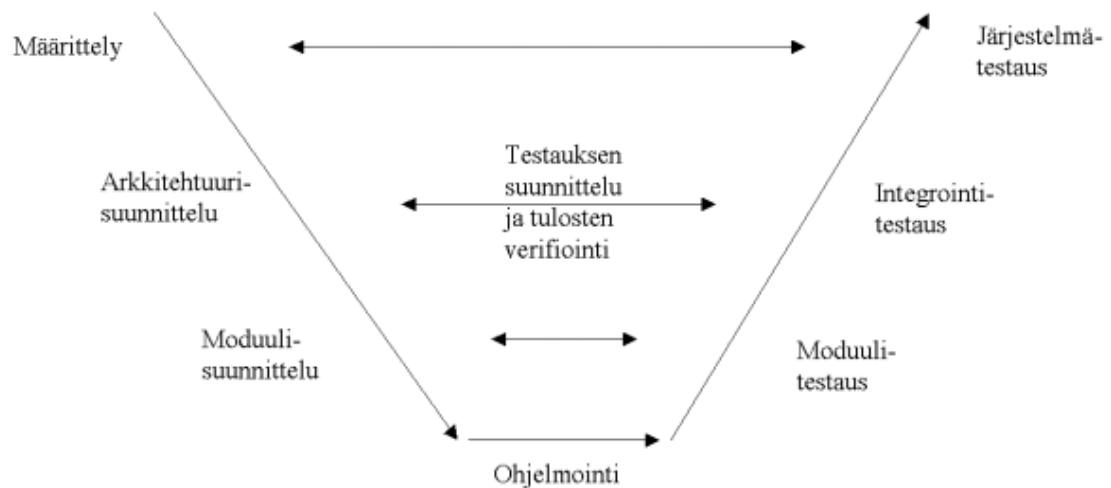 Määrittely
Järjestelmä-
testaus
Arkkitehtuuri-
suunnittelu
Testauksen
suunnittelu
ja tulosten
verifiointi
Integrointi-
testaus
Moduuli-
suunnittelu
Moduuli-
testaus
Ohjelmointi